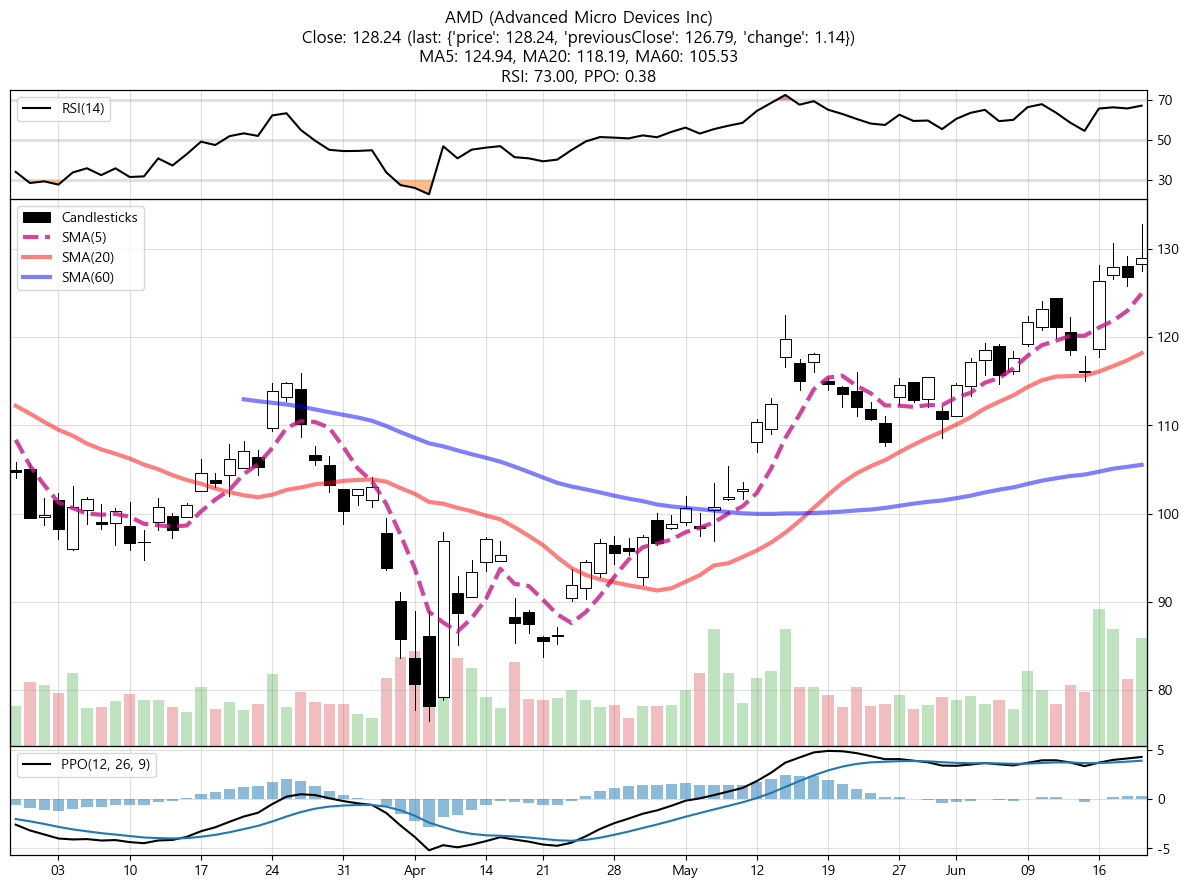 AMD (Advanced Micro Devices Inc)
Close: 128.24 (last: {'price': 128.24, 'previousClose': 126.79, 'change': 1.14})
MA5: 124.94, MA20: 118.19, MA60: 105.53
RSI: 73.00, PPO: 0.38
RSI(14)
70
50
30
Candlesticks
SMA(5)
SMA(20)
SMA(60)
130
120
110
100
90
80
PPO(12, 26, 9)
5
0
-5
03 10 17 24 31 Apr 14 21 28 May 12 19 27 Jun 09 16